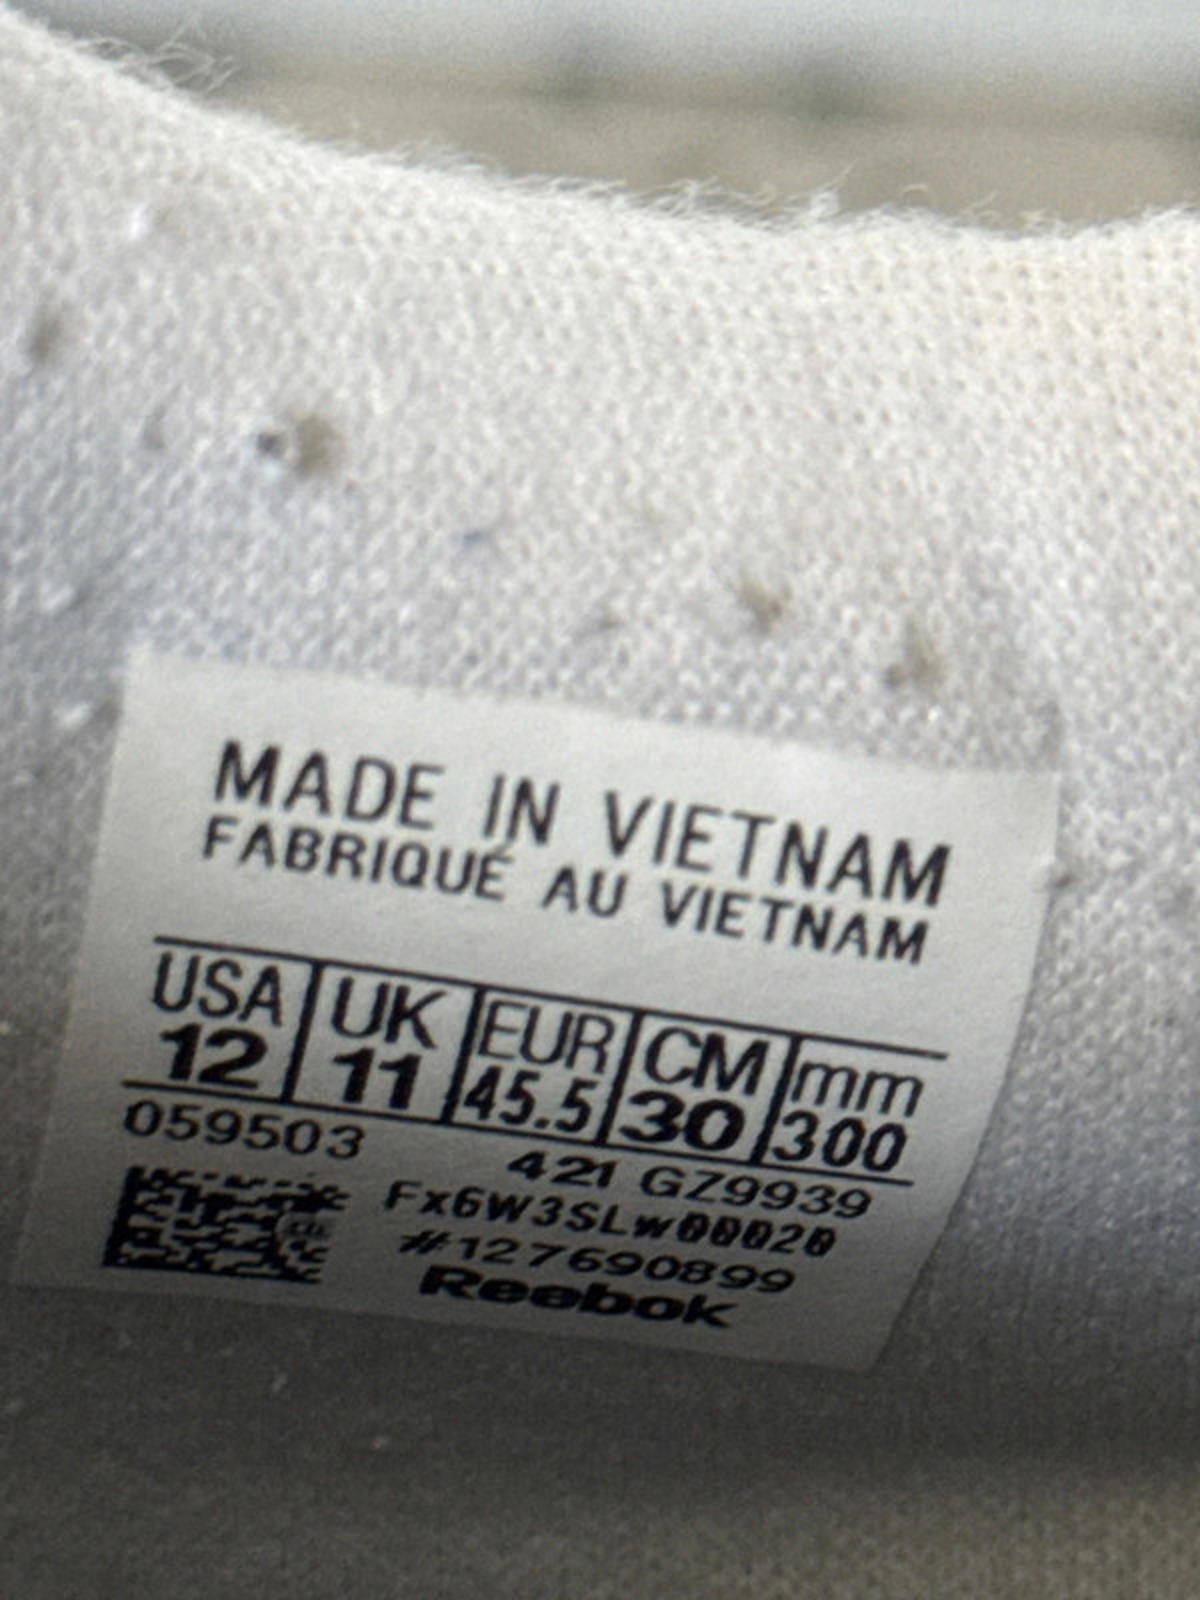 MADE IN VIETNAM
FABRIQUÉ AU VIETNAM
USA UK EUR CM mm
12 11 45.5 30 300
059503 421 GZ9939
Fx6W3SLw00020
#127690899
Reebok